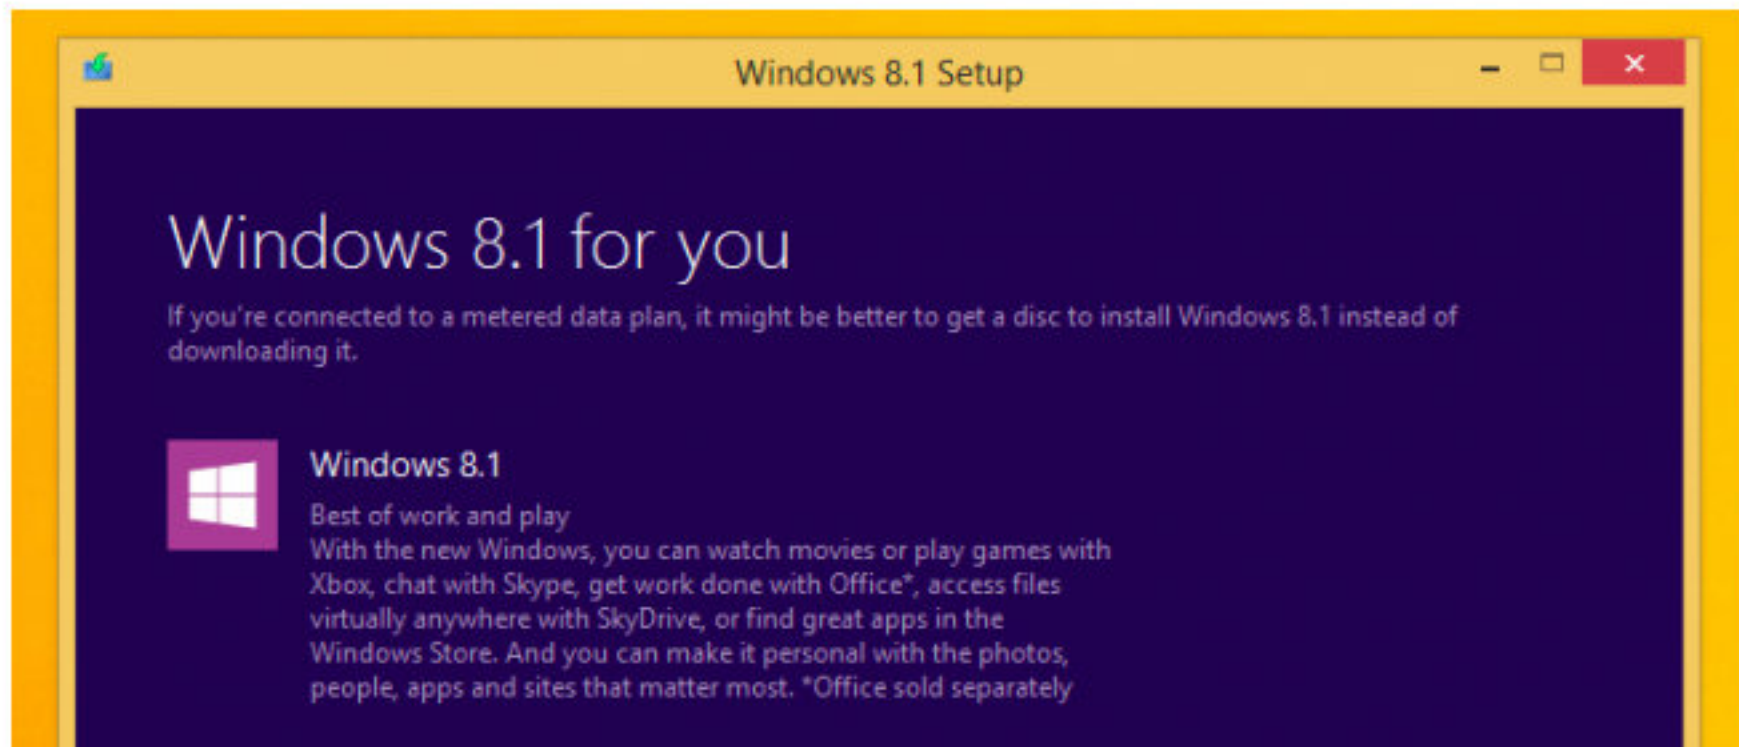 Windows 8.1 Setup
Windows 8.1 for you
If you're connected to a metered data plan, it might be better to get a disc to install Windows 8.1 instead of
downloading it.
Windows 8.1
Best of work and play
With the new Windows, you can watch movies or play games with
Xbox, chat with Skype, get work done with Office*, access files
virtually anywhere with SkyDrive, or find great apps in the
Windows Store. And you can make it personal with the photos,
people, apps and sites that matter most. *Office sold separately